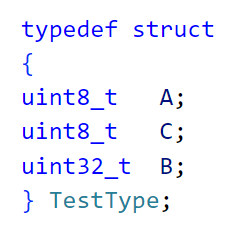 typedef struct
{
uint8_t   A;
uint8_t   C;
uint32_t  B;
} TestType;